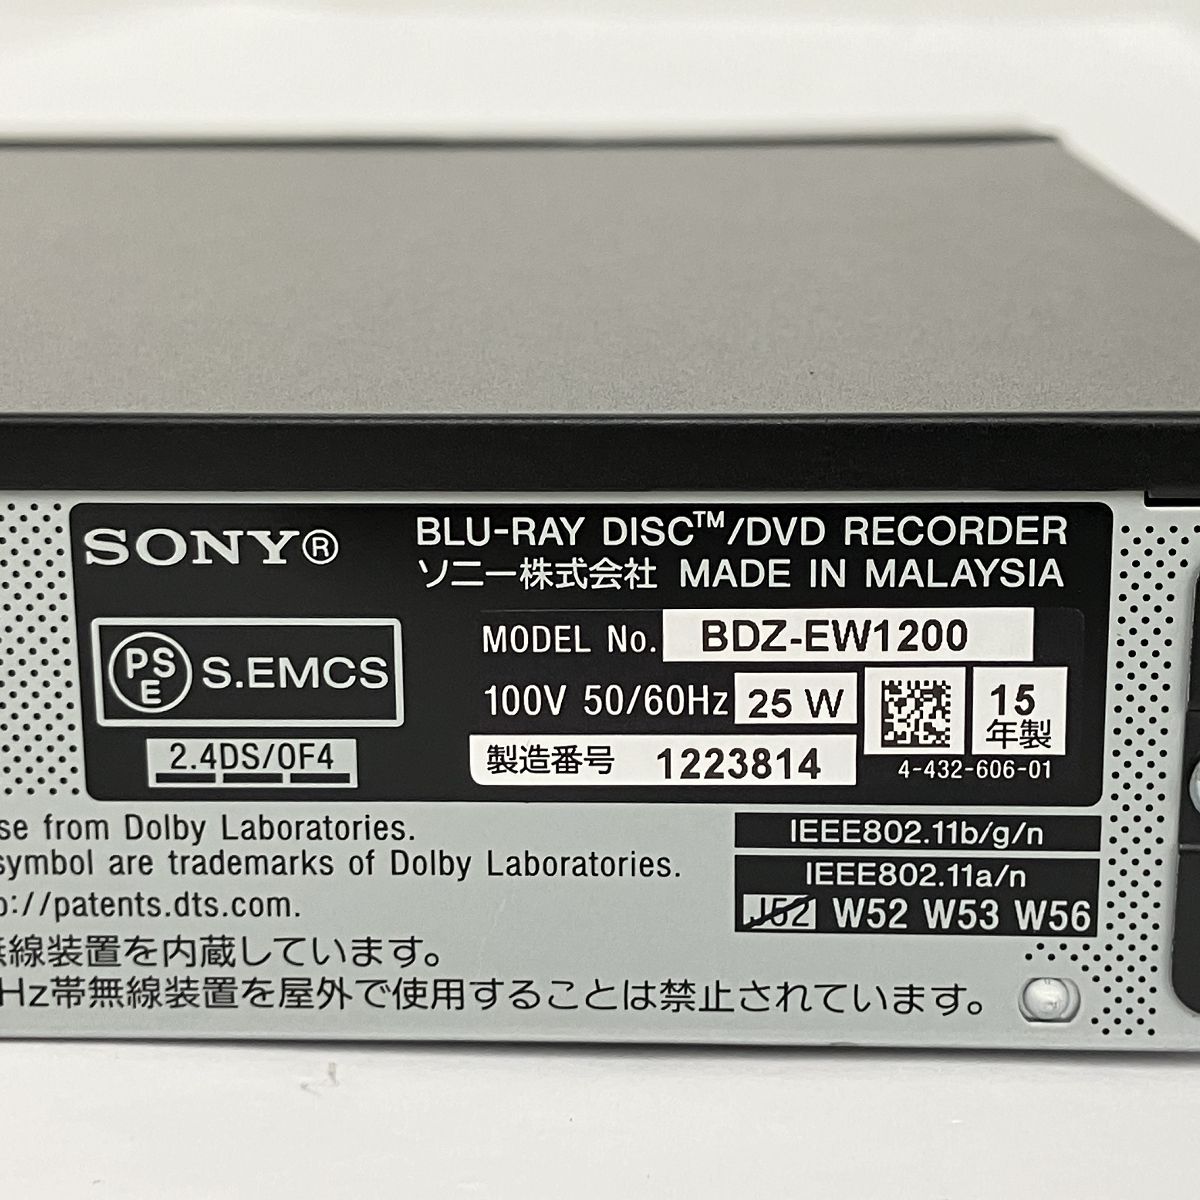 SONY®
BLU-RAY DISC™/DVD RECORDER
ソニー株式会社 MADE IN MALAYSIA
PSE S.EMCS
MODEL No. BDZ-EW1200
100V 50/60Hz 25 W
15
年製
2.4DS/OF4
製造番号 1223814
4-432-606-01
from Dolby Laboratories.
symbol are trademarks of Dolby Laboratories.
://patents.dts.com.
無線装置を内蔵しています。
Hz帯無線装置を屋外で使用することは禁止されています。
IEEE802.11b/g/n
IEEE802.11a/n
J52 W52 W53 W56